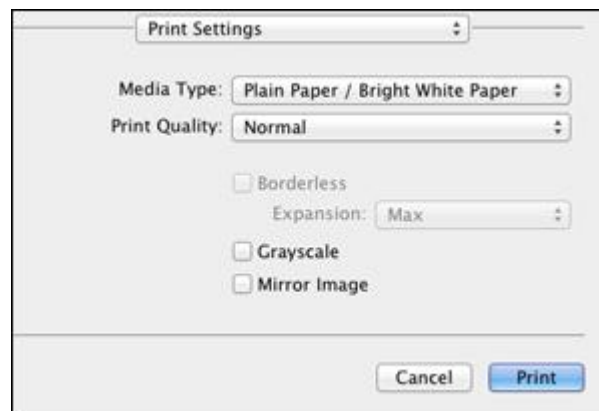 Print Settings
Media Type: Plain Paper / Bright White Paper
Print Quality: Normal
Borderless
Expansion: Max
Grayscale
Mirror Image
Cancel Print